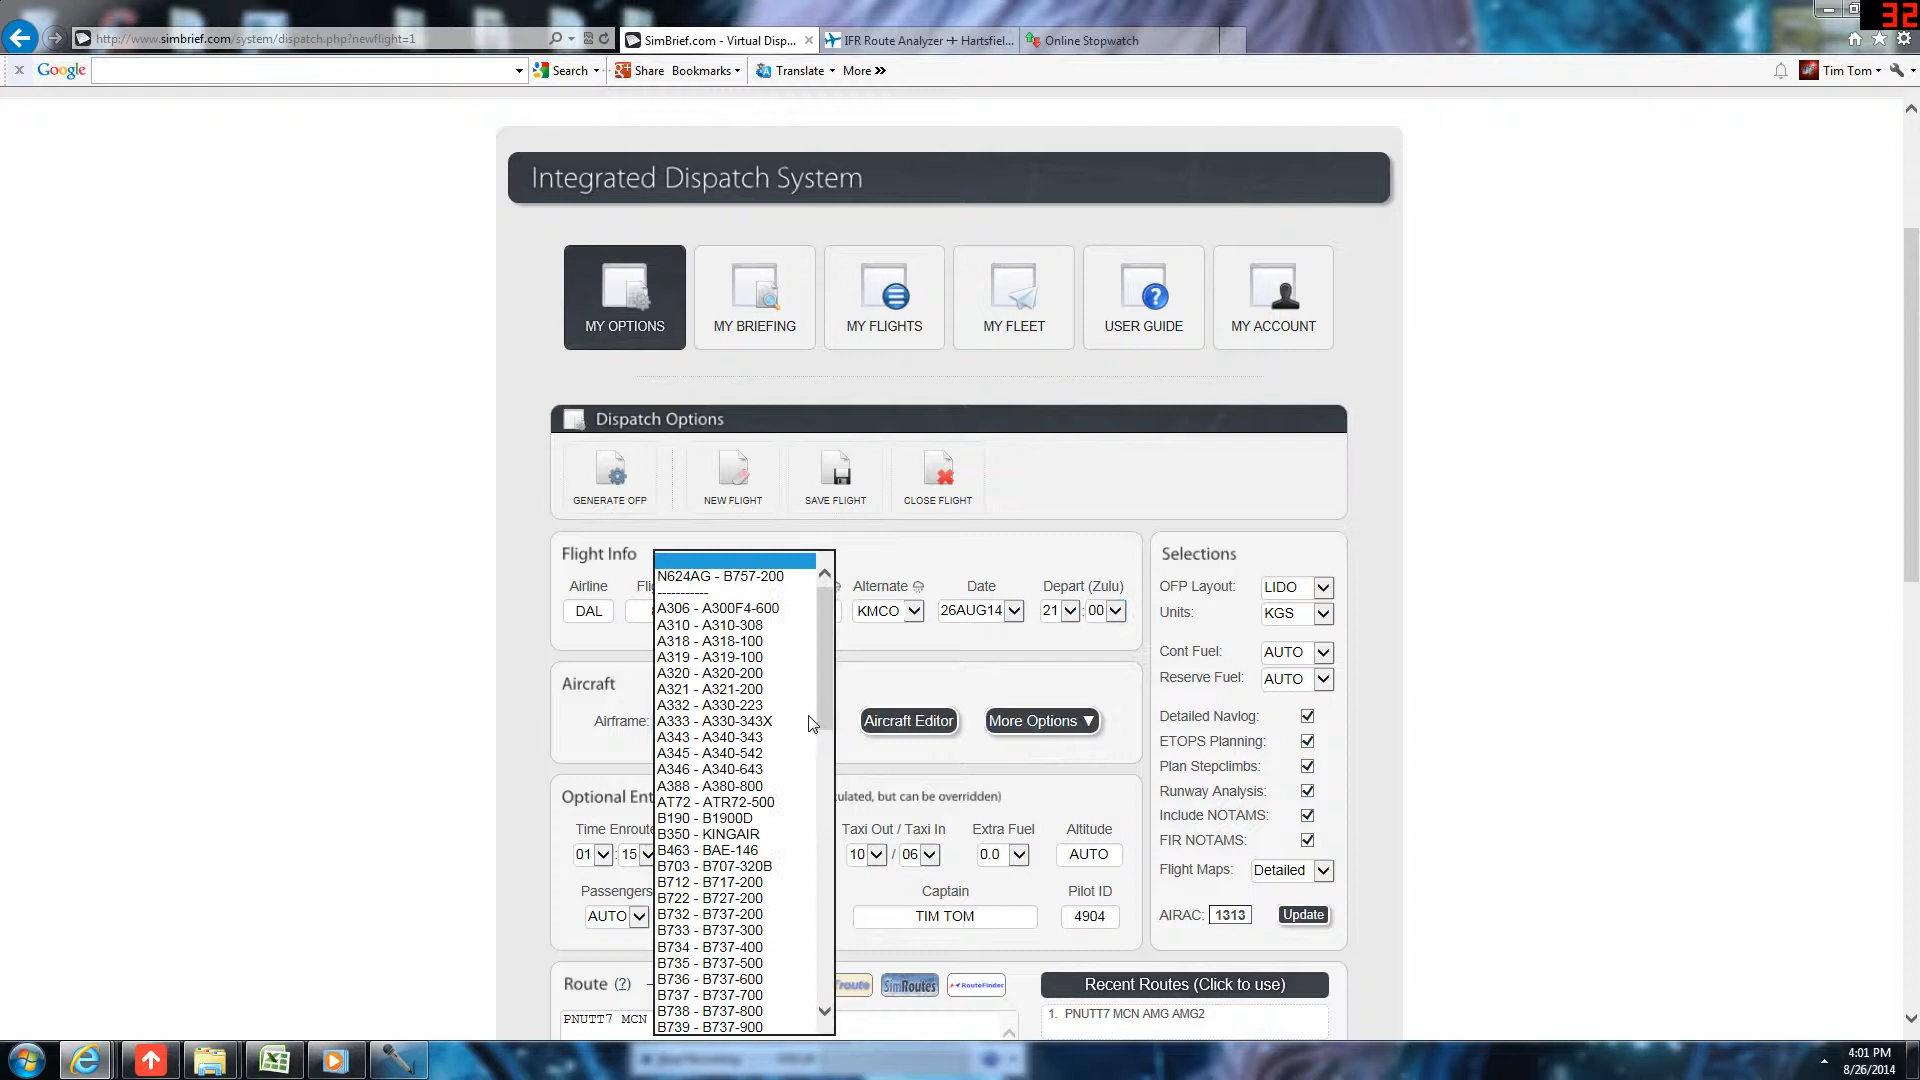 32
http://www.simbrief.com/system/dispatch.php?newflight=1
SimBrief.com - Virtual Disp...
IFR Route Analyzer ✈ Hartsfiel...
Online Stopwatch
x Google
Search
Share
Bookmarks
Translate
More »
Tim Tom
Integrated Dispatch System
MY OPTIONS
MY BRIEFING
MY FLIGHTS
MY FLEET
USER GUIDE
MY ACCOUNT
Dispatch Options
GENERATE OFP
NEW FLIGHT
SAVE FLIGHT
CLOSE FLIGHT
Flight Info
Airline
Alternate
Date
Depart (Zulu)
DAL
KMCO
26AUG14
21 : 00
Aircraft
Airframe:
Aircraft Editor
More Options ▼
N624AG - B757-200
-----------
A306 - A300F4-600
A310 - A310-308
A318 - A318-100
A319 - A319-100
A320 - A320-200
A321 - A321-200
A332 - A330-223
A333 - A330-343X
A343 - A340-343
A345 - A340-542
A346 - A340-643
A388 - A380-800
AT72 - ATR72-500
B190 - B1900D
B350 - KINGAIR
B463 - BAE-146
B703 - B707-320B
B712 - B717-200
B722 - B727-200
B732 - B737-200
B733 - B737-300
B734 - B737-400
B735 - B737-500
B736 - B737-600
B737 - B737-700
B738 - B737-800
B739 - B737-900
Optional Ent
ulated, but can be overridden)
Time Enroute
Taxi Out / Taxi In
Extra Fuel
Altitude
01 : 15
10 / 06
0.0
AUTO
Passengers
Captain
Pilot ID
AUTO
TIM TOM
4904
Selections
OFP Layout: LIDO
Units: KGS
Cont Fuel: AUTO
Reserve Fuel: AUTO
Detailed Navlog:
ETOPS Planning:
Plan Stepclimbs:
Runway Analysis:
Include NOTAMS:
FIR NOTAMS:
Flight Maps: Detailed
AIRAC: 1313 Update
Route (?)
route
SimRoutes
RouteFinder
PNUTT7 MCN
Recent Routes (Click to use)
1. PNUTT7 MCN AMG AMG2
4:01 PM
8/26/2014